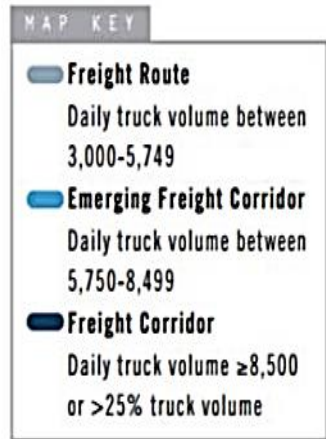 MAP KEY
Freight Route
Daily truck volume between
3,000-5,749
Emerging Freight Corridor
Daily truck volume between
5,750-8,499
Freight Corridor
Daily truck volume ≥8,500
or >25% truck volume